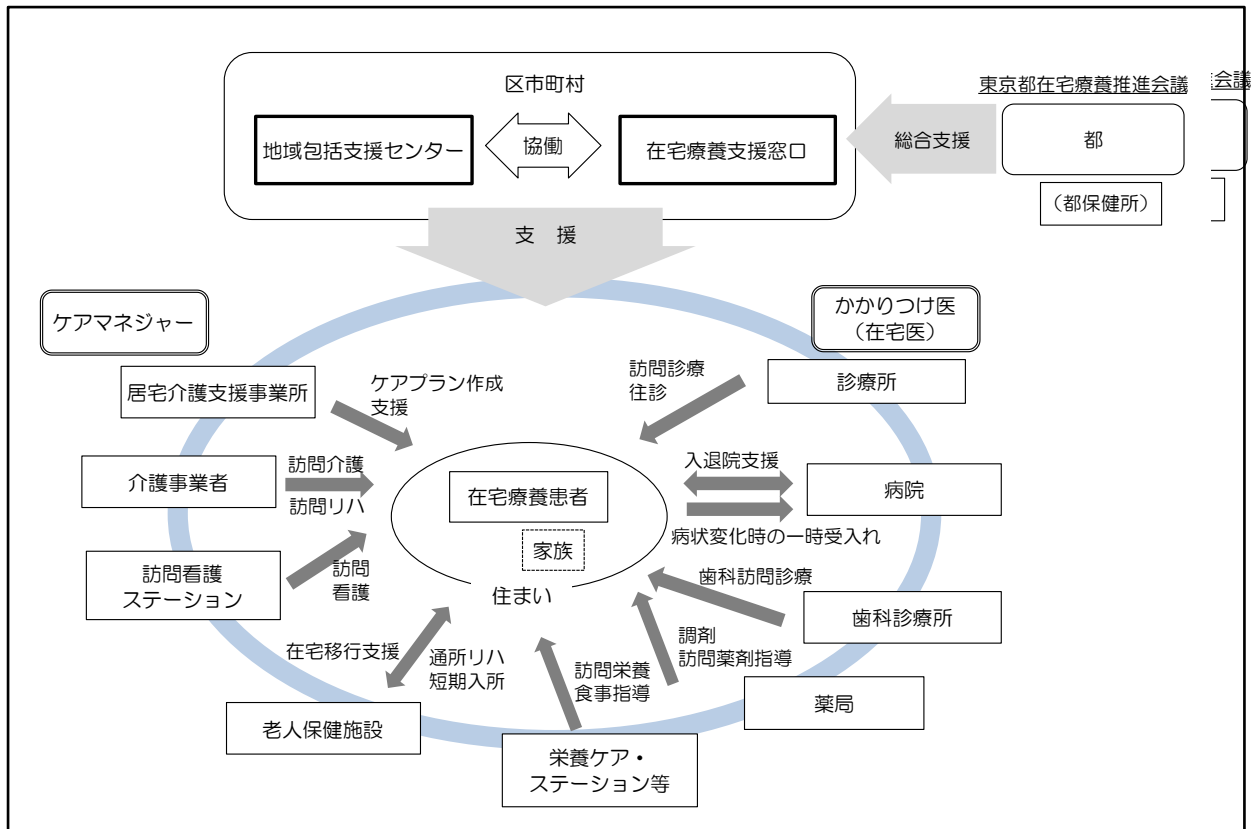 区市町村
地域包括支援センター
協働
在宅療養支援窓口
総合支援
東京都在宅療養推進会議
会議
都
（都保健所）
支　援
ケアマネジャー
かかりつけ医
（在宅医）
居宅介護支援事業所
ケアプラン作成
支援
訪問診療
往診
診療所
介護事業者
訪問介護
訪問リハ
在宅療養患者
家族
住まい
入退院支援
病院
病状変化時の一時受入れ
訪問看護
ステーション
訪問
看護
歯科訪問診療
歯科診療所
在宅移行支援
通所リハ
短期入所
老人保健施設
訪問栄養
食事指導
栄養ケア・
ステーション等
調剤
訪問薬剤指導
薬局